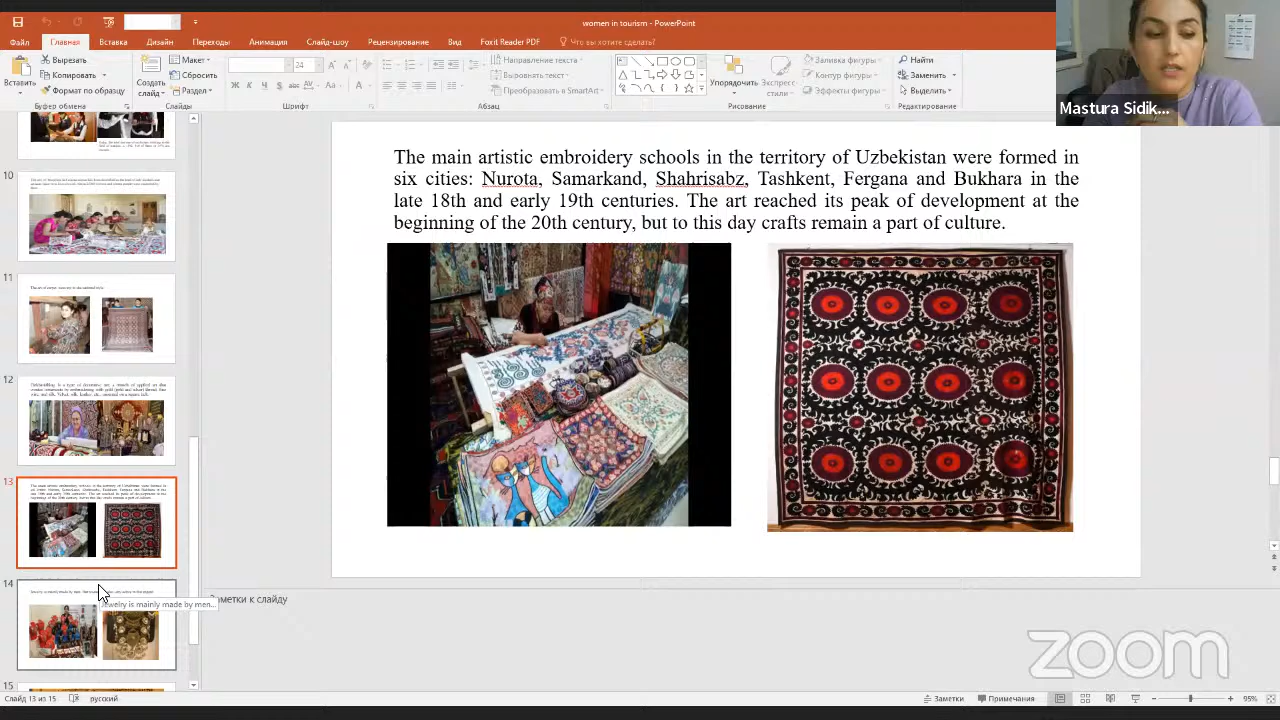 women in tourism - PowerPoint
Файл Главная Вставка Дизайн Переходы Анимация Слайд-шоу Рецензирование Вид Foxit Reader PDF Что вы хотите сделать?
Вставить
Вырезать
Копировать
Формат по образцу
Буфер обмена
Создать слайд
Макет
Сбросить
Раздел
Слайды
24
Ж К Ч S abc AV Aa A
Шрифт
Направление текста
Выровнять текст
Преобразовать в SmartArt
Абзац
Упорядочить
Экспресс-стили
Заливка фигуры
Контур фигуры
Эффекты фигуры
Рисование
Найти
Заменить
Выделить
Редактирование
Mastura Sidik...
10
11
12
13
14
15
Jewelry is mainly made by men...
The main artistic embroidery schools in the territory of Uzbekistan were formed in
six cities: Nurota, Samarkand, Shahrisabz, Tashkent, Fergana and Bukhara in the
late 18th and early 19th centuries. The art reached its peak of development at the
beginning of the 20th century, but to this day crafts remain a part of culture.
метки к слайду
zoom
Слайд 13 из 15 русский Заметки Примечания 95%